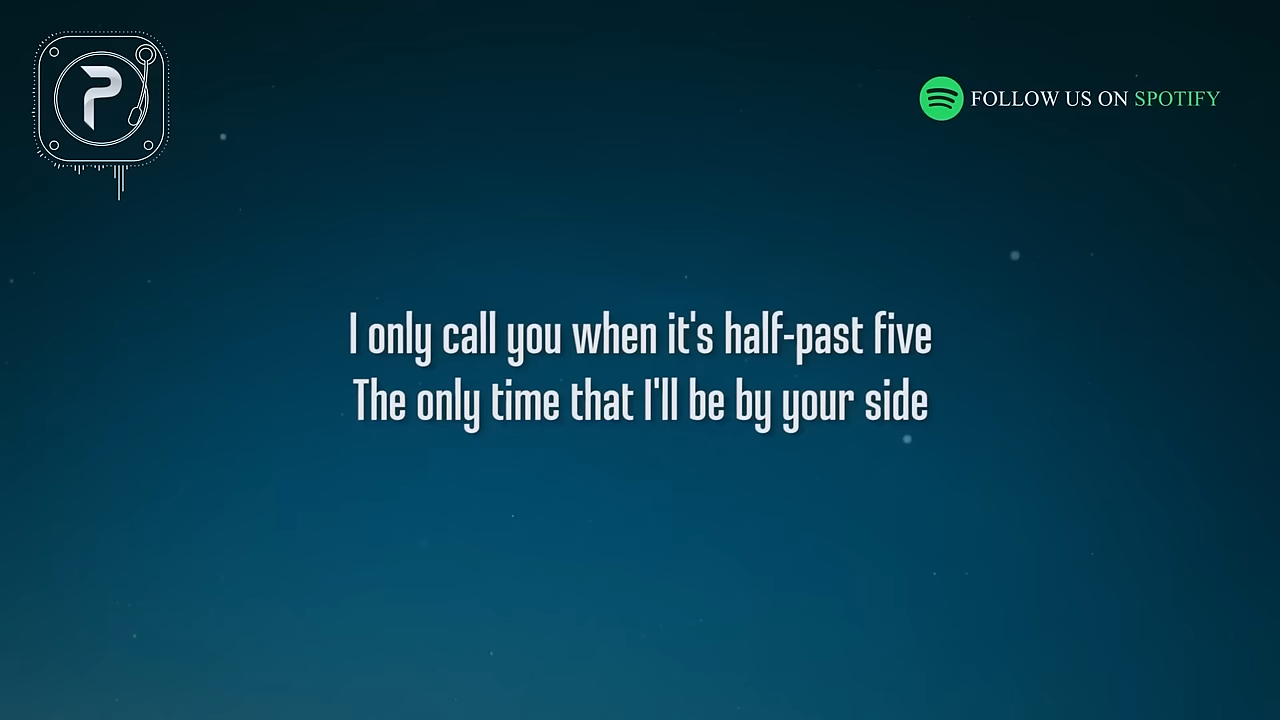 P
FOLLOW US ON SPOTIFY
I only call you when it's half-past five
The only time that I'll be by your side